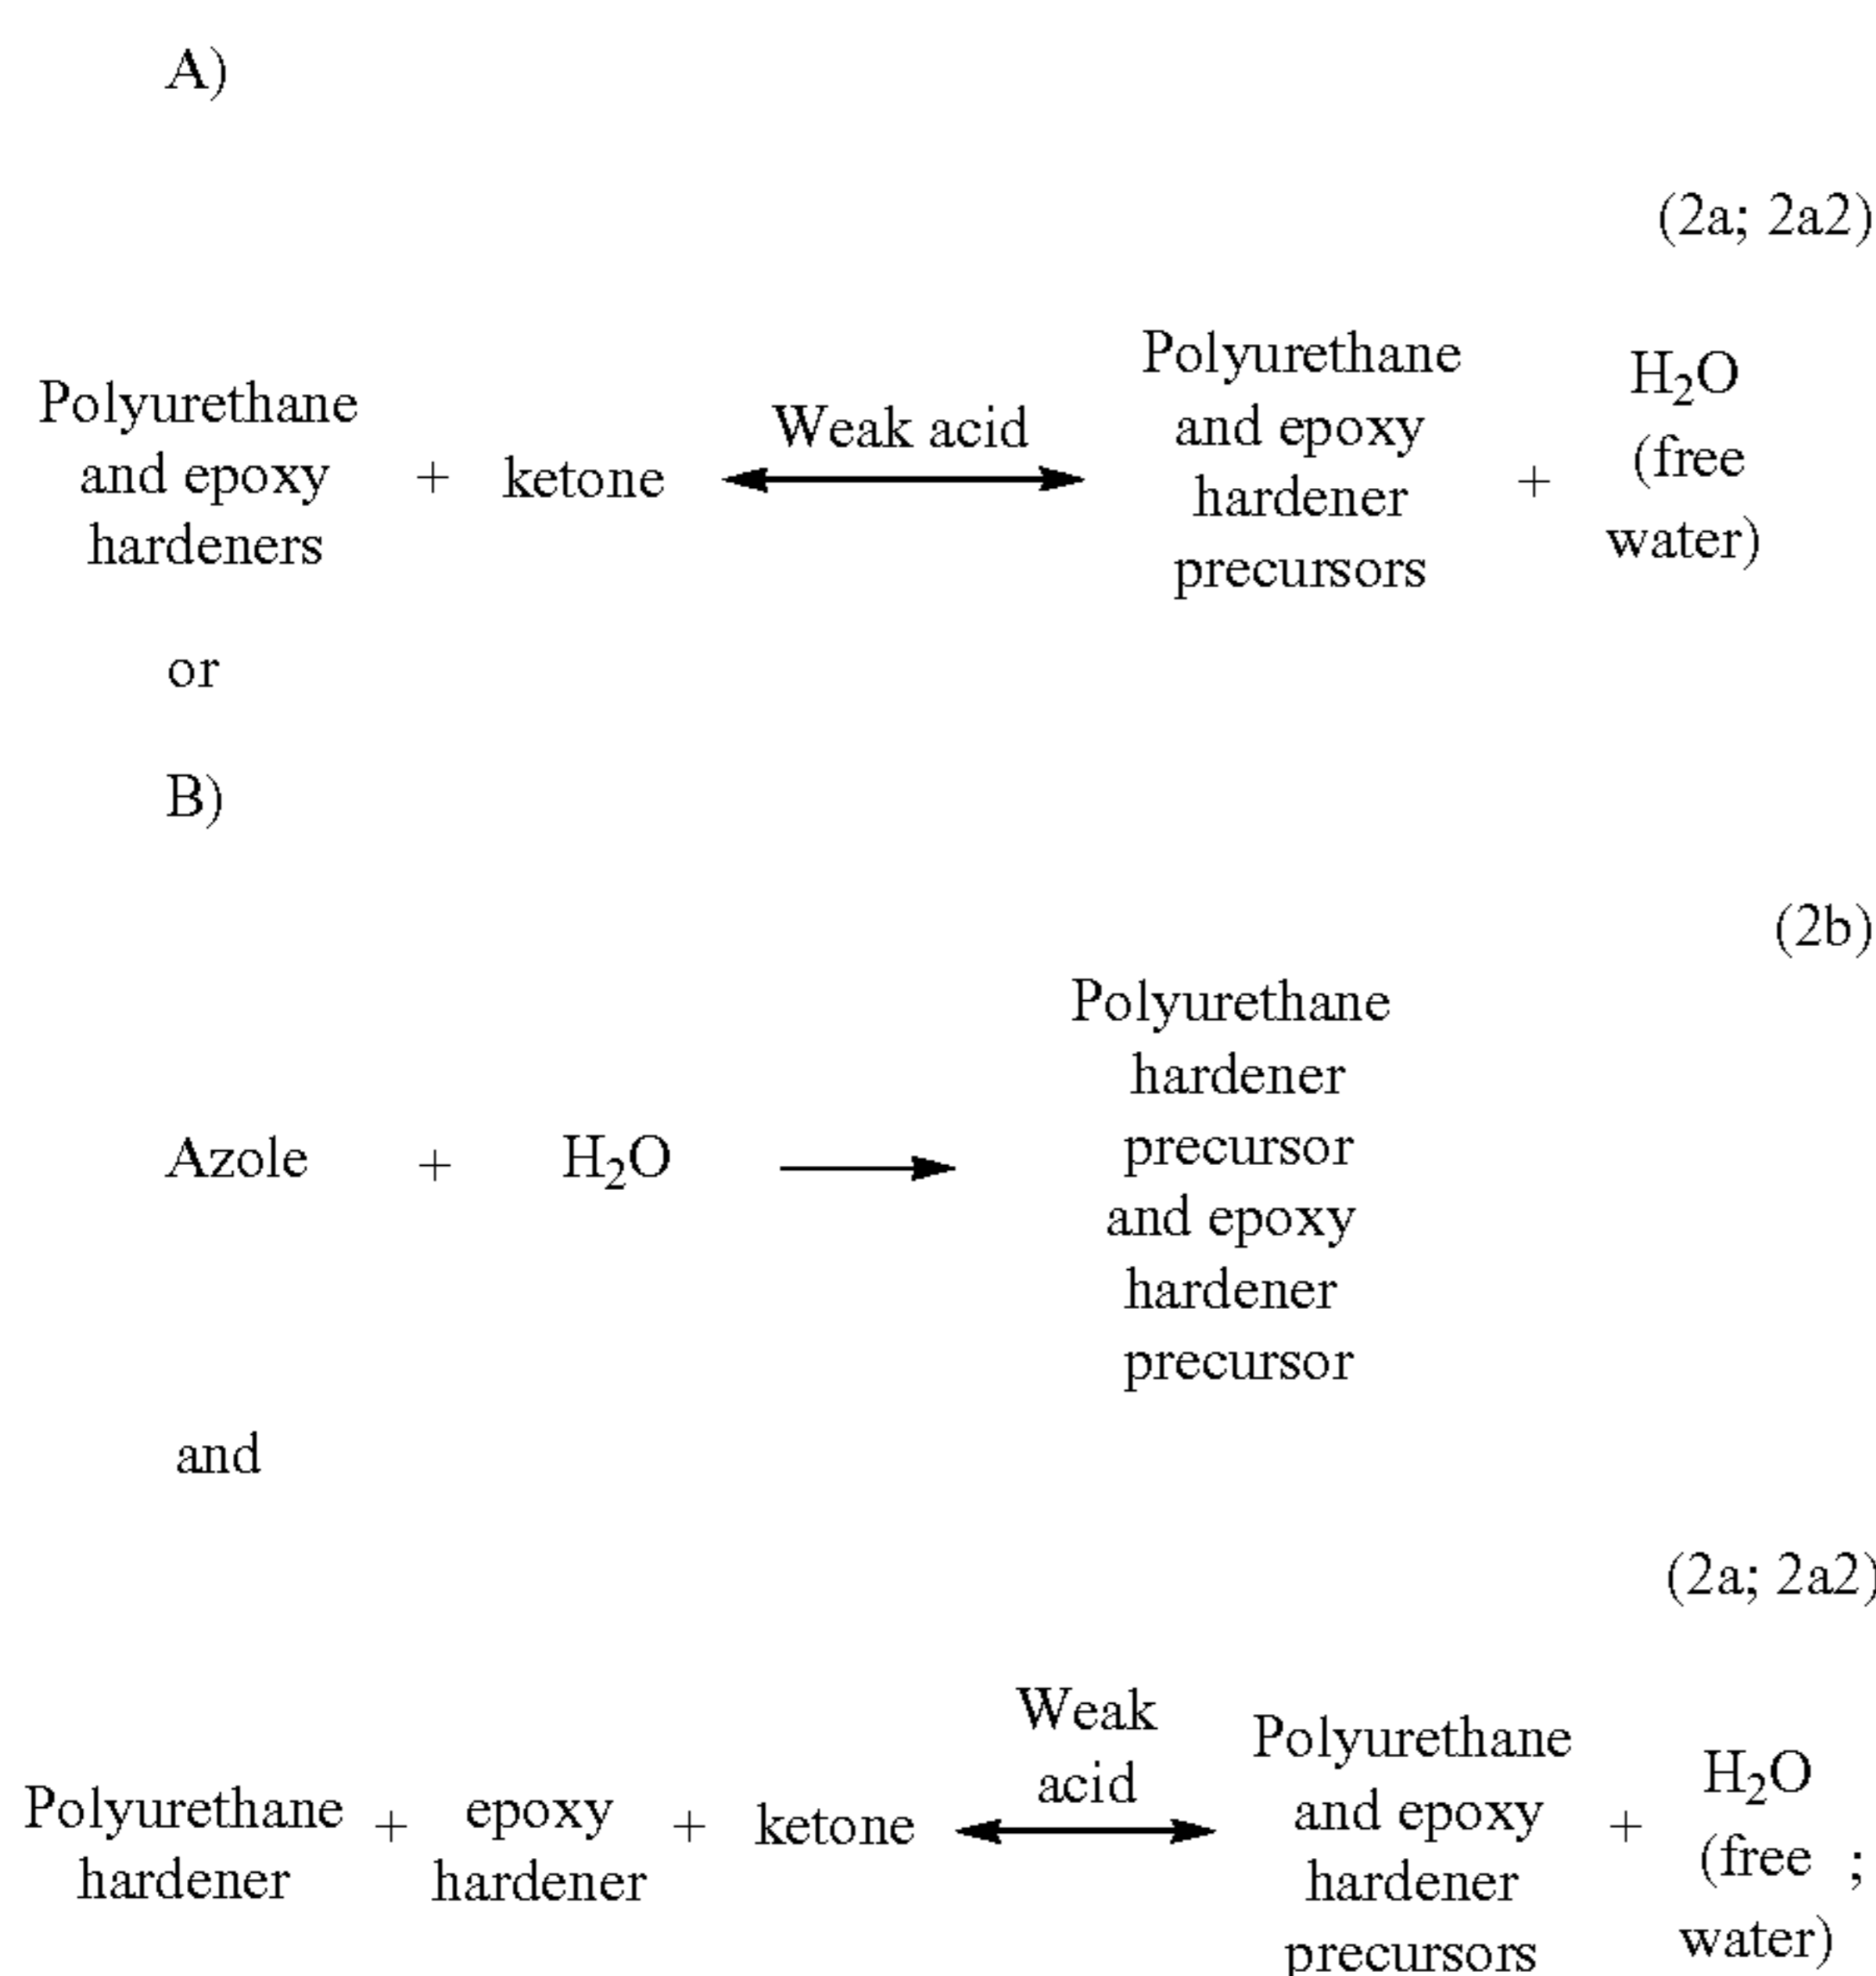 A)
(2a; 2a2)
Polyurethane
and epoxy
hardeners
+
ketone
Weak acid
Polyurethane
and epoxy
hardener
precursors
+
H₂O
(free
water)
or
B)
(2b)
Azole + H₂O
Polyurethane
hardener
precursor
and epoxy
hardener
precursor
and
(2a; 2a2)
Polyurethane
hardener
+
epoxy
hardener
+
ketone
Weak
acid
Polyurethane
and epoxy
hardener
precursors
+
H₂O
(free ;
water)